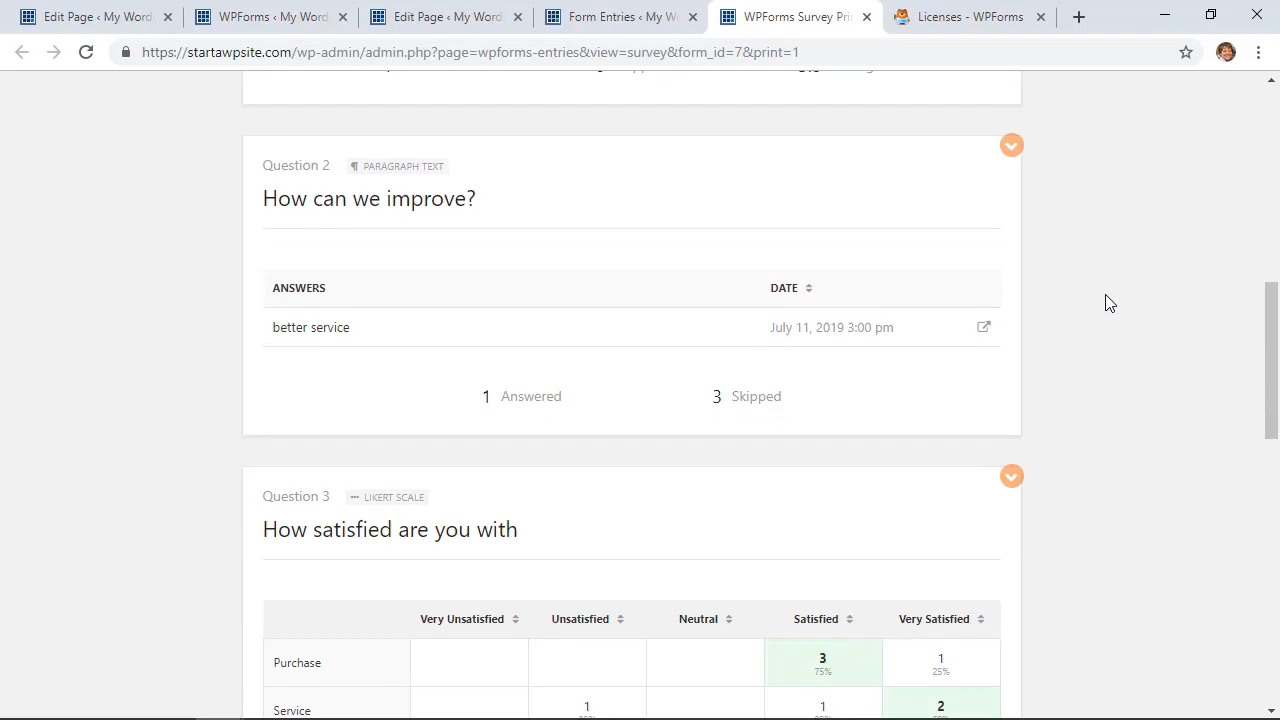 Edit Page ‹ My Word
WPForms ‹ My Word
Edit Page ‹ My Word
Form Entries ‹ My W
WPForms Survey Pri
Licenses - WPForms
https://startawpsite.com/wp-admin/admin.php?page=wpforms-entries&view=survey&form_id=7&print=1
Question 2
PARAGRAPH TEXT
How can we improve?
ANSWERS DATE
better service July 11, 2019 3:00 pm
1 Answered 3 Skipped
Question 3
LIKERT SCALE
How satisfied are you with
Very Unsatisfied Unsatisfied Neutral Satisfied Very Satisfied
Purchase 3 1
75% 25%
Service 1 1 2